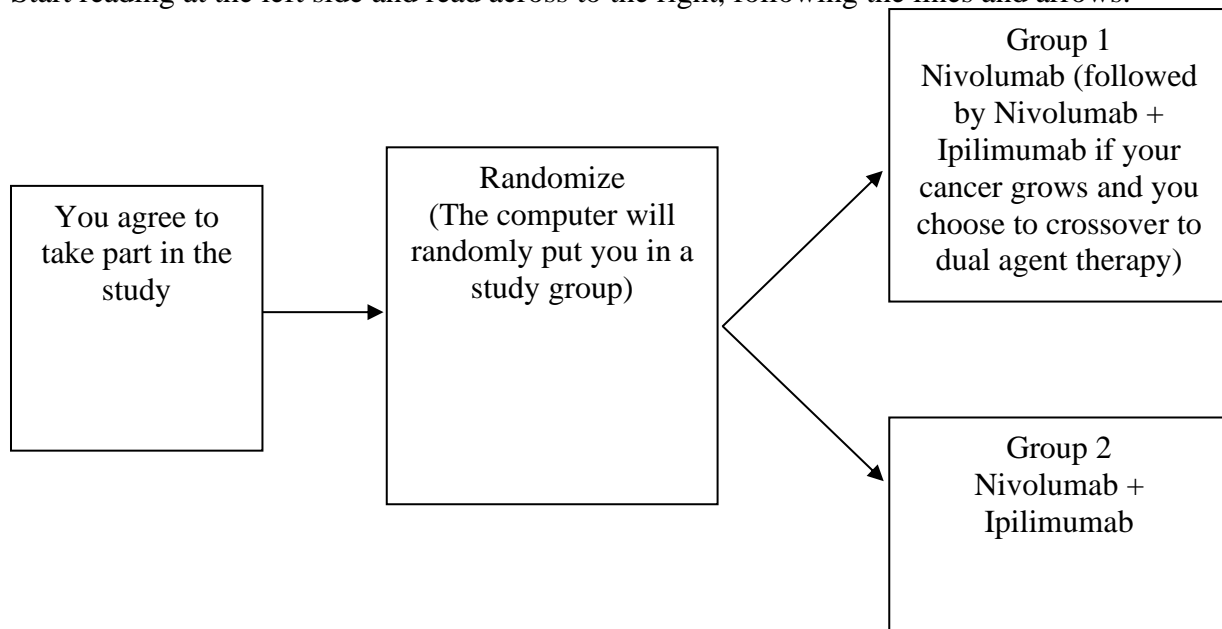 Start reading at the left side and read across to the right, following the lines and arrows.
You agree to
take part in the
study
Randomize
(The computer will
randomly put you in a
study group)
Group 1
Nivolumab (followed
by Nivolumab +
Ipilimumab if your
cancer grows and you
choose to crossover to
dual agent therapy)
Group 2
Nivolumab +
Ipilimumab